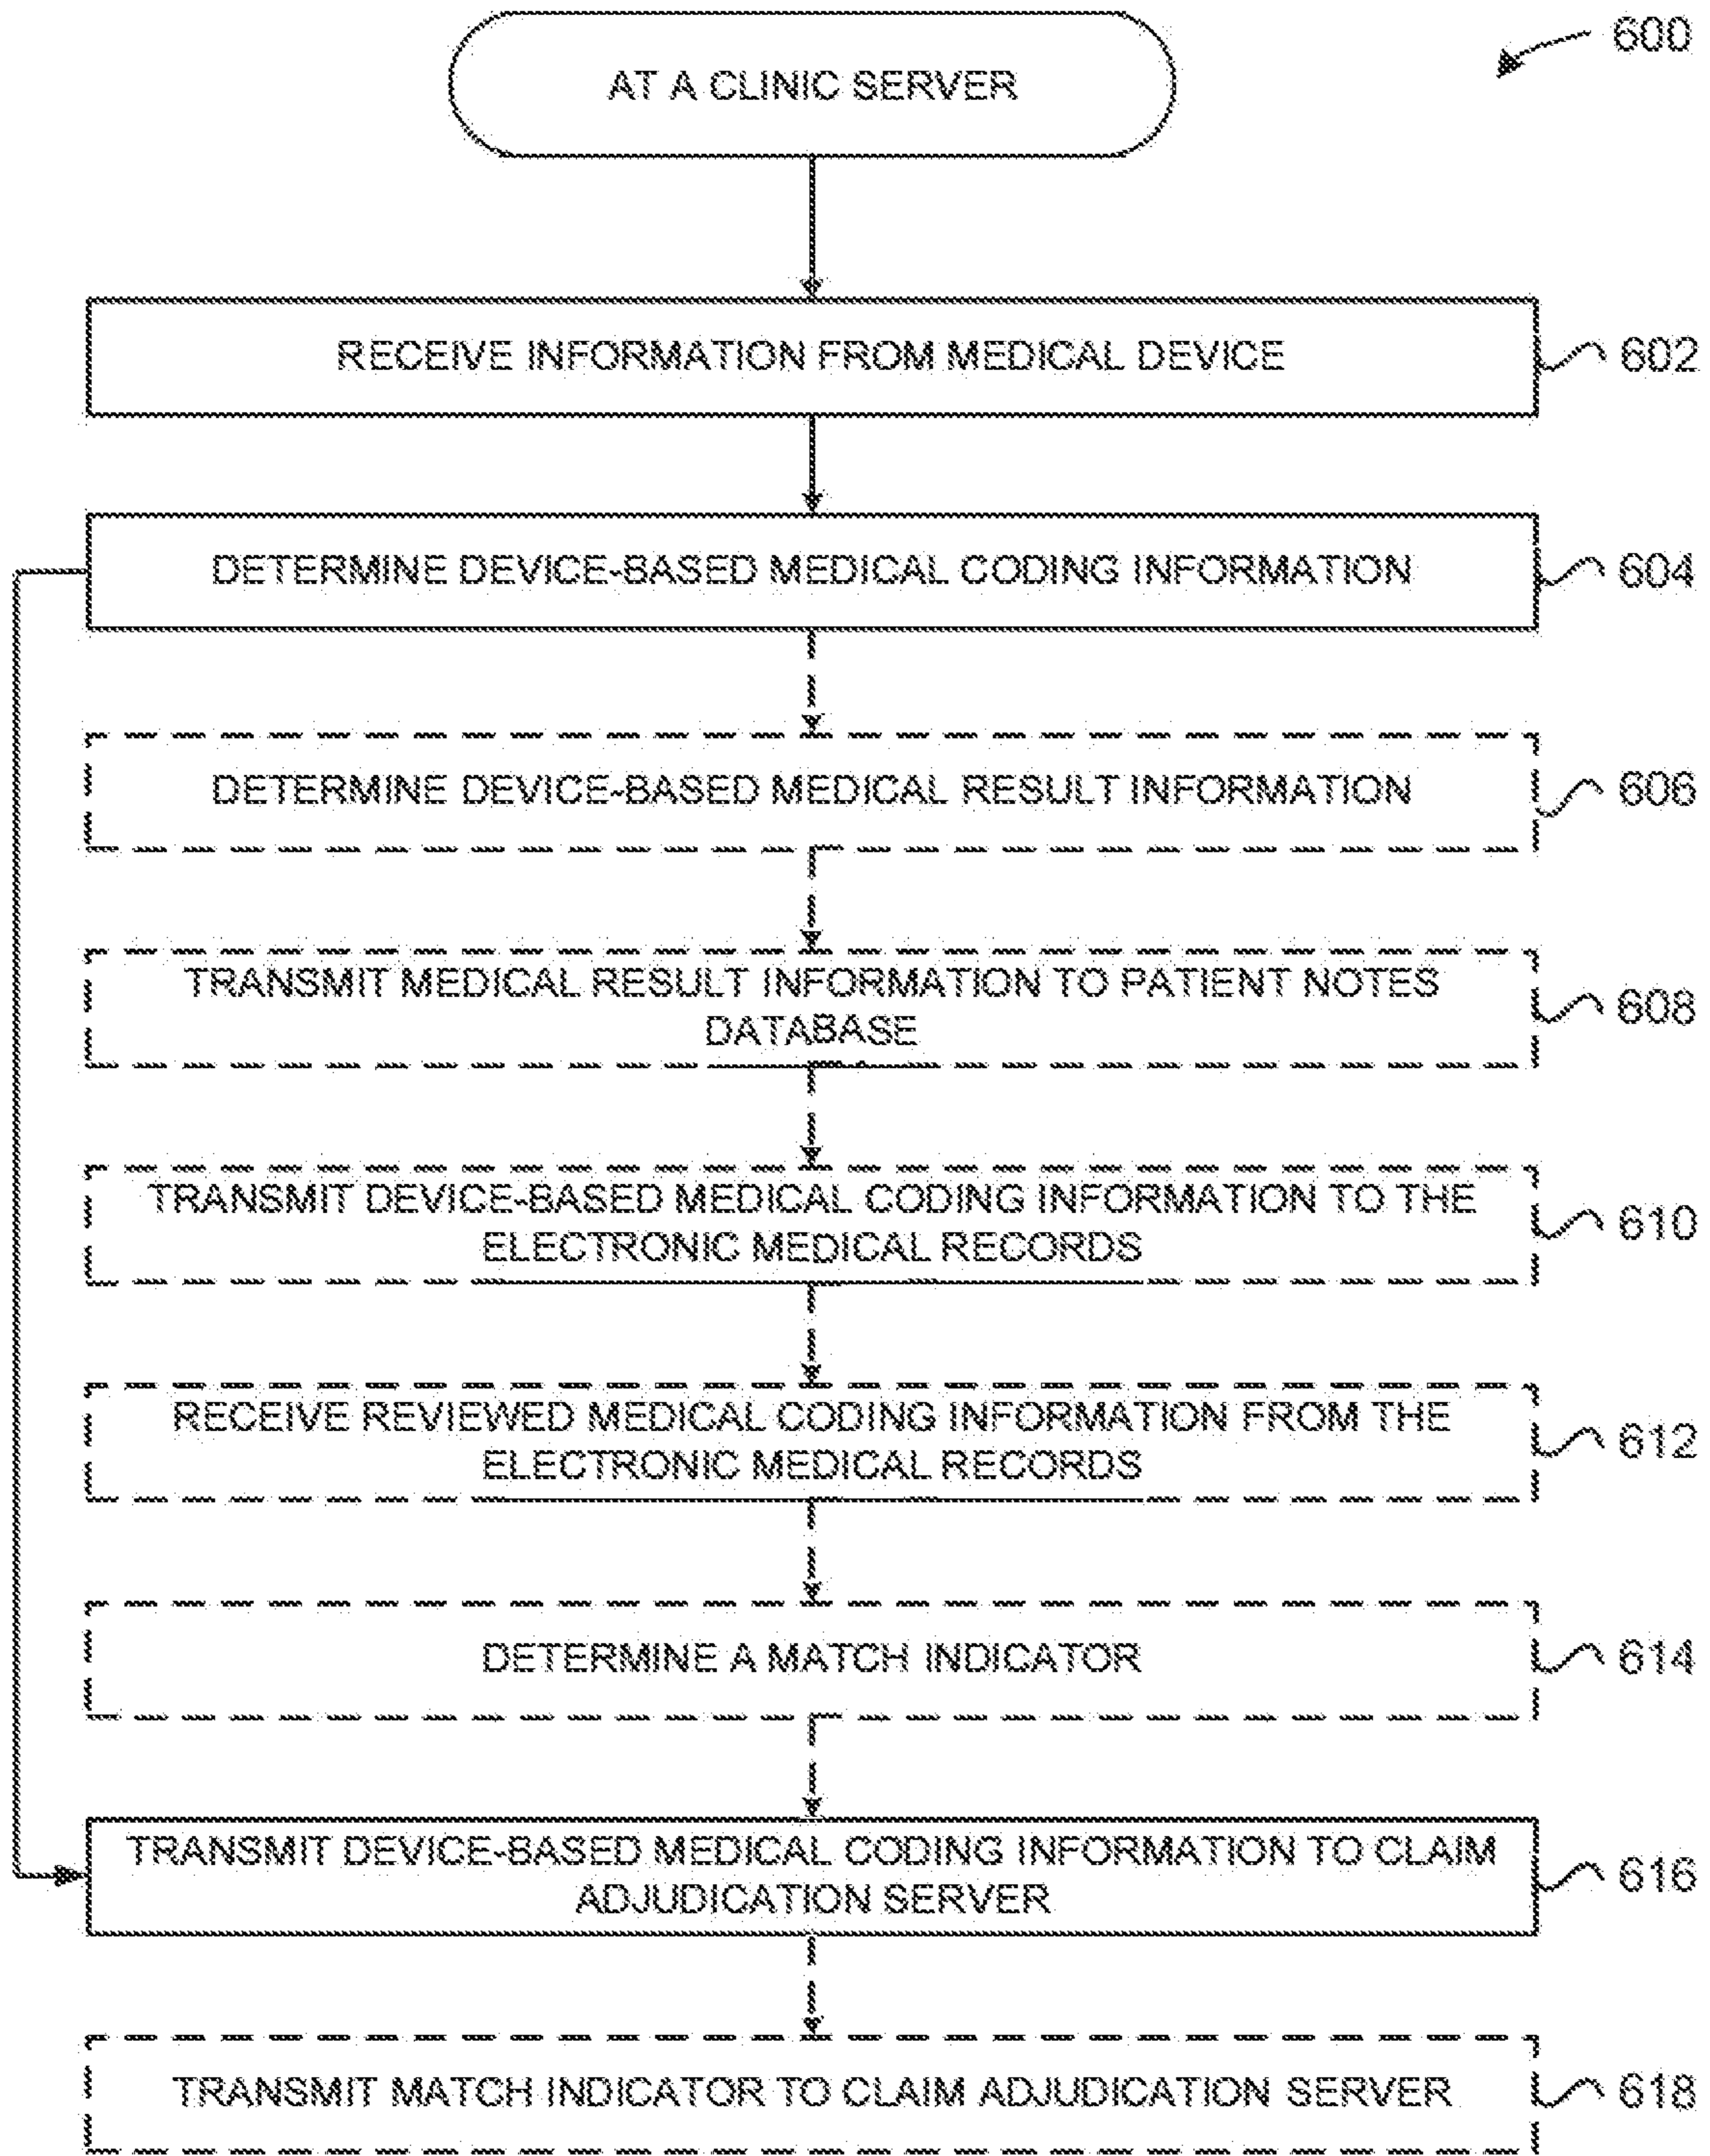 600
AT A CLINIC SERVER
RECEIVE INFORMATION FROM MEDICAL DEVICE
602
DETERMINE DEVICE-BASED MEDICAL CODING INFORMATION
604
DETERMINE DEVICE-BASED MEDICAL RESULT INFORMATION
606
TRANSMIT MEDICAL RESULT INFORMATION TO PATIENT NOTES
DATABASE
608
TRANSMIT DEVICE-BASED MEDICAL CODING INFORMATION TO THE
ELECTRONIC MEDICAL RECORDS
610
RECEIVE REVIEWED MEDICAL CODING INFORMATION FROM THE
ELECTRONIC MEDICAL RECORDS
612
DETERMINE A MATCH INDICATOR
614
TRANSMIT DEVICE-BASED MEDICAL CODING INFORMATION TO CLAIM
ADJUDICATION SERVER
616
TRANSMIT MATCH INDICATOR TO CLAIM ADJUDICATION SERVER
618